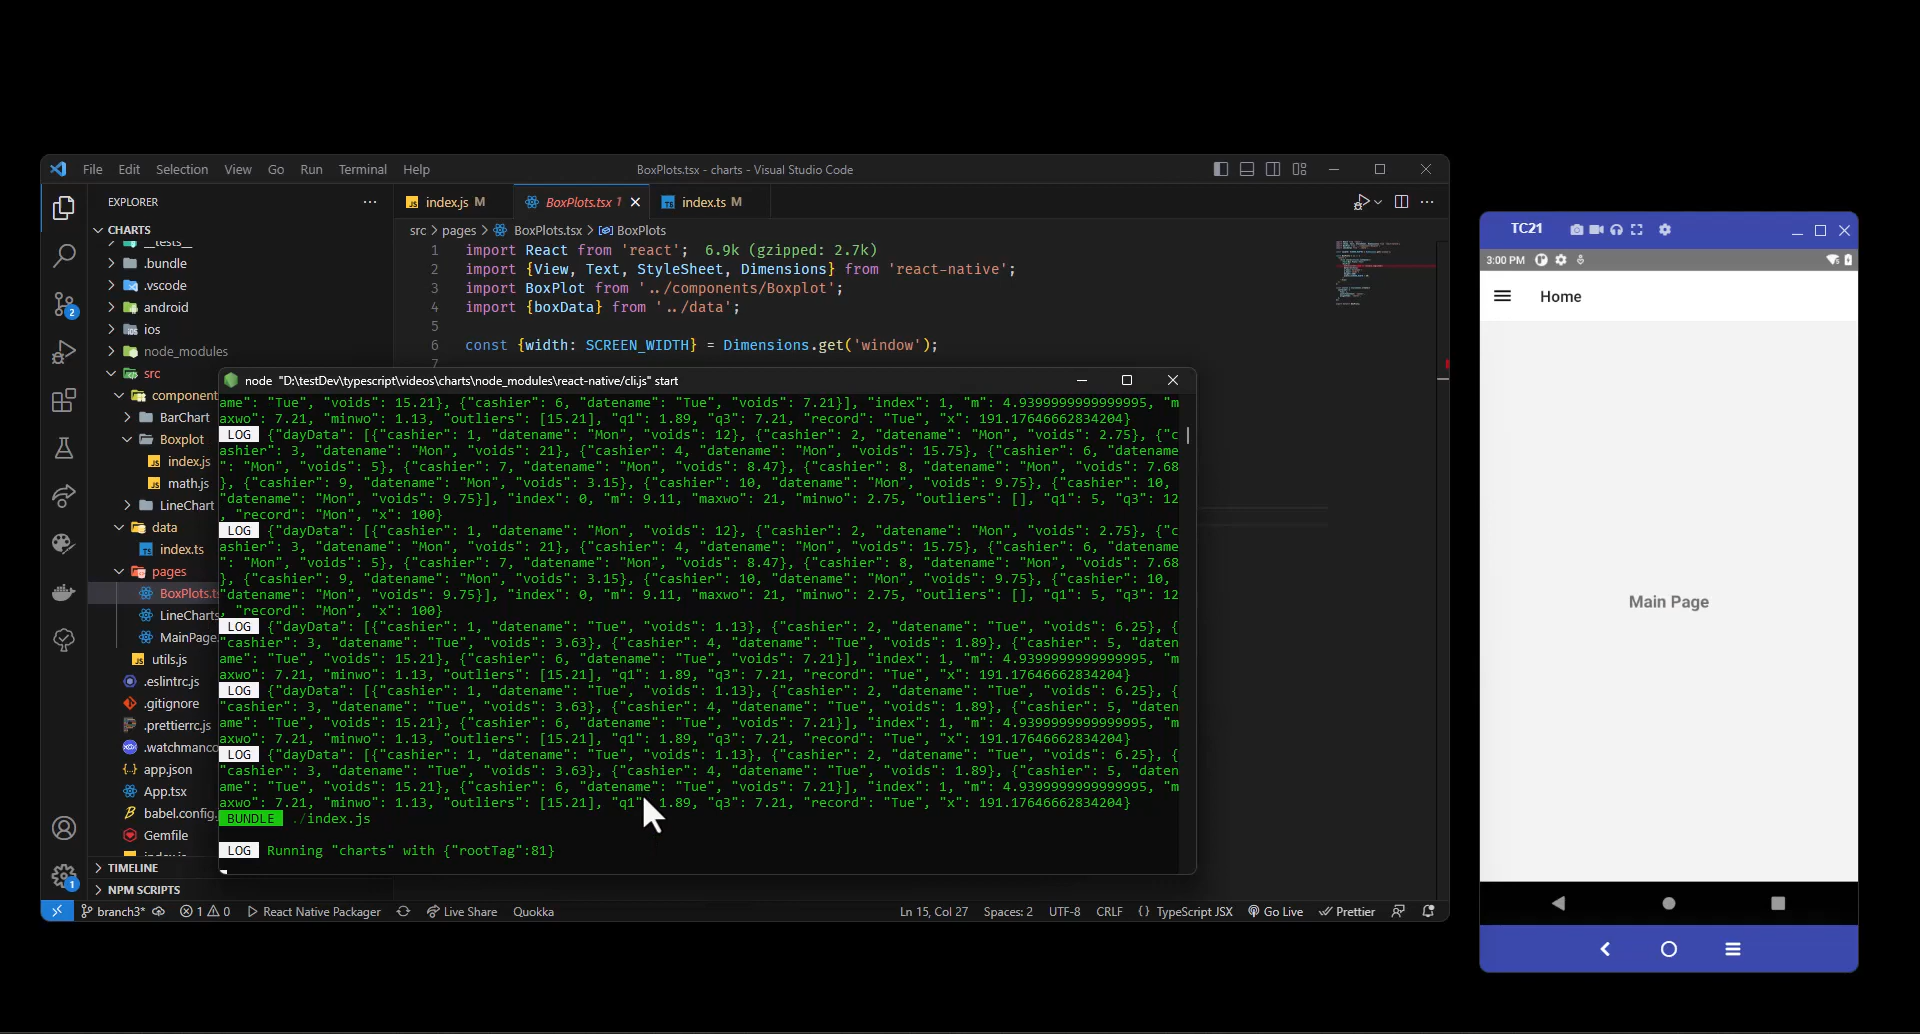 File Edit Selection View Go Run Terminal Help
BoxPlots.tsx - charts - Visual Studio Code
EXPLORER
CHARTS
__tests__
.bundle
.vscode
android
ios
node_modules
src
component
BarChart
Boxplot
index.js
math.js
LineChart
data
index.ts
pages
BoxPlots.ts
LineCharts
MainPage
utils.js
.eslintrc.js
.gitignore
.prettierrc.js
.watchmanco
app.json
App.tsx
babel.config.
Gemfile
TIMELINE
NPM SCRIPTS
2
1
index.js M
BoxPlots.tsx 1
index.ts M
src > pages > BoxPlots.tsx > BoxPlots
1 import React from 'react'; 6.9k (gzipped: 2.7k)
2 import {View, Text, StyleSheet, Dimensions} from 'react-native';
3 import BoxPlot from '../components/Boxplot';
4 import {boxData} from '../data';
5
6 const {width: SCREEN_WIDTH} = Dimensions.get('window');
7
node "D:\testDev\typescript\videos\charts\node_modules\react-native/cli.js" start
ame": "Tue", "voids": 15.21}, {"cashier": 6, "datename": "Tue", "voids": 7.21}], "index": 1, "m": 4.9399999999999995, "m
axwo": 7.21, "minwo": 1.13, "outliers": [15.21], "q1": 1.89, "q3": 7.21, "record": "Tue", "x": 191.17646662834204}
LOG {"dayData": [{"cashier": 1, "datename": "Mon", "voids": 12}, {"cashier": 2, "datename": "Mon", "voids": 2.75}, {"c
ashier": 3, "datename": "Mon", "voids": 21}, {"cashier": 4, "datename": "Mon", "voids": 15.75}, {"cashier": 6, "datename
": "Mon", "voids": 5}, {"cashier": 7, "datename": "Mon", "voids": 8.47}, {"cashier": 8, "datename": "Mon", "voids": 7.68
}, {"cashier": 9, "datename": "Mon", "voids": 3.15}, {"cashier": 10, "datename": "Mon", "voids": 9.75}, {"cashier": 10,
"datename": "Mon", "voids": 9.75}], "index": 0, "m": 9.11, "maxwo": 21, "minwo": 2.75, "outliers": [], "q1": 5, "q3": 12
, "record": "Mon", "x": 100}
LOG {"dayData": [{"cashier": 1, "datename": "Mon", "voids": 12}, {"cashier": 2, "datename": "Mon", "voids": 2.75}, {"c
ashier": 3, "datename": "Mon", "voids": 21}, {"cashier": 4, "datename": "Mon", "voids": 15.75}, {"cashier": 6, "datename
": "Mon", "voids": 5}, {"cashier": 7, "datename": "Mon", "voids": 8.47}, {"cashier": 8, "datename": "Mon", "voids": 7.68
}, {"cashier": 9, "datename": "Mon", "voids": 3.15}, {"cashier": 10, "datename": "Mon", "voids": 9.75}, {"cashier": 10,
"datename": "Mon", "voids": 9.75}], "index": 0, "m": 9.11, "maxwo": 21, "minwo": 2.75, "outliers": [], "q1": 5, "q3": 12
, "record": "Mon", "x": 100}
LOG {"dayData": [{"cashier": 1, "datename": "Tue", "voids": 1.13}, {"cashier": 2, "datename": "Tue", "voids": 6.25}, {
"cashier": 3, "datename": "Tue", "voids": 3.63}, {"cashier": 4, "datename": "Tue", "voids": 1.89}, {"cashier": 5, "daten
ame": "Tue", "voids": 15.21}, {"cashier": 6, "datename": "Tue", "voids": 7.21}], "index": 1, "m": 4.9399999999999995, "m
axwo": 7.21, "minwo": 1.13, "outliers": [15.21], "q1": 1.89, "q3": 7.21, "record": "Tue", "x": 191.17646662834204}
LOG {"dayData": [{"cashier": 1, "datename": "Tue", "voids": 1.13}, {"cashier": 2, "datename": "Tue", "voids": 6.25}, {
"cashier": 3, "datename": "Tue", "voids": 3.63}, {"cashier": 4, "datename": "Tue", "voids": 1.89}, {"cashier": 5, "daten
ame": "Tue", "voids": 15.21}, {"cashier": 6, "datename": "Tue", "voids": 7.21}], "index": 1, "m": 4.9399999999999995, "m
axwo": 7.21, "minwo": 1.13, "outliers": [15.21], "q1": 1.89, "q3": 7.21, "record": "Tue", "x": 191.17646662834204}
LOG {"dayData": [{"cashier": 1, "datename": "Tue", "voids": 1.13}, {"cashier": 2, "datename": "Tue", "voids": 6.25}, {
"cashier": 3, "datename": "Tue", "voids": 3.63}, {"cashier": 4, "datename": "Tue", "voids": 1.89}, {"cashier": 5, "daten
ame": "Tue", "voids": 15.21}, {"cashier": 6, "datename": "Tue", "voids": 7.21}], "index": 1, "m": 4.9399999999999995, "m
axwo": 7.21, "minwo": 1.13, "outliers": [15.21], "q1": 1.89, "q3": 7.21, "record": "Tue", "x": 191.17646662834204}
BUNDLE ./index.js
LOG Running "charts" with {"rootTag":81}
branch3* 1 0 React Native Packager Live Share Quokka
Ln 15, Col 27 Spaces: 2 UTF-8 CRLF TypeScript JSX Go Live Prettier
TC21
3:00 PM
Home
Main Page